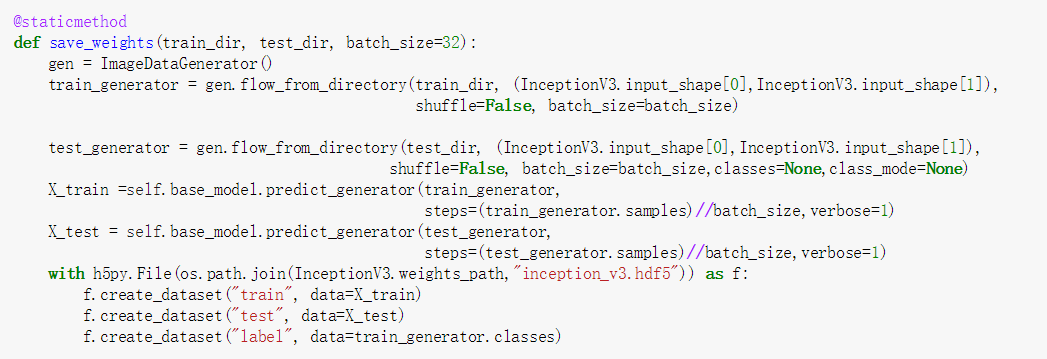 @staticmethod
def save_weights(train_dir, test_dir, batch_size=32):
    gen = ImageDataGenerator()
    train_generator = gen.flow_from_directory(train_dir, (InceptionV3.input_shape[0],InceptionV3.input_shape[1]),
                                              shuffle=False, batch_size=batch_size)

    test_generator = gen.flow_from_directory(test_dir, (InceptionV3.input_shape[0],InceptionV3.input_shape[1]),
                                           shuffle=False, batch_size=batch_size,classes=None,class_mode=None)
    X_train =self.base_model.predict_generator(train_generator,
                                               steps=(train_generator.samples)//batch_size,verbose=1)
    X_test = self.base_model.predict_generator(test_generator,
                                               steps=(test_generator.samples)//batch_size,verbose=1)
    with h5py.File(os.path.join(InceptionV3.weights_path,"inception_v3.hdf5")) as f:
        f.create_dataset("train", data=X_train)
        f.create_dataset("test", data=X_test)
        f.create_dataset("label", data=train_generator.classes)